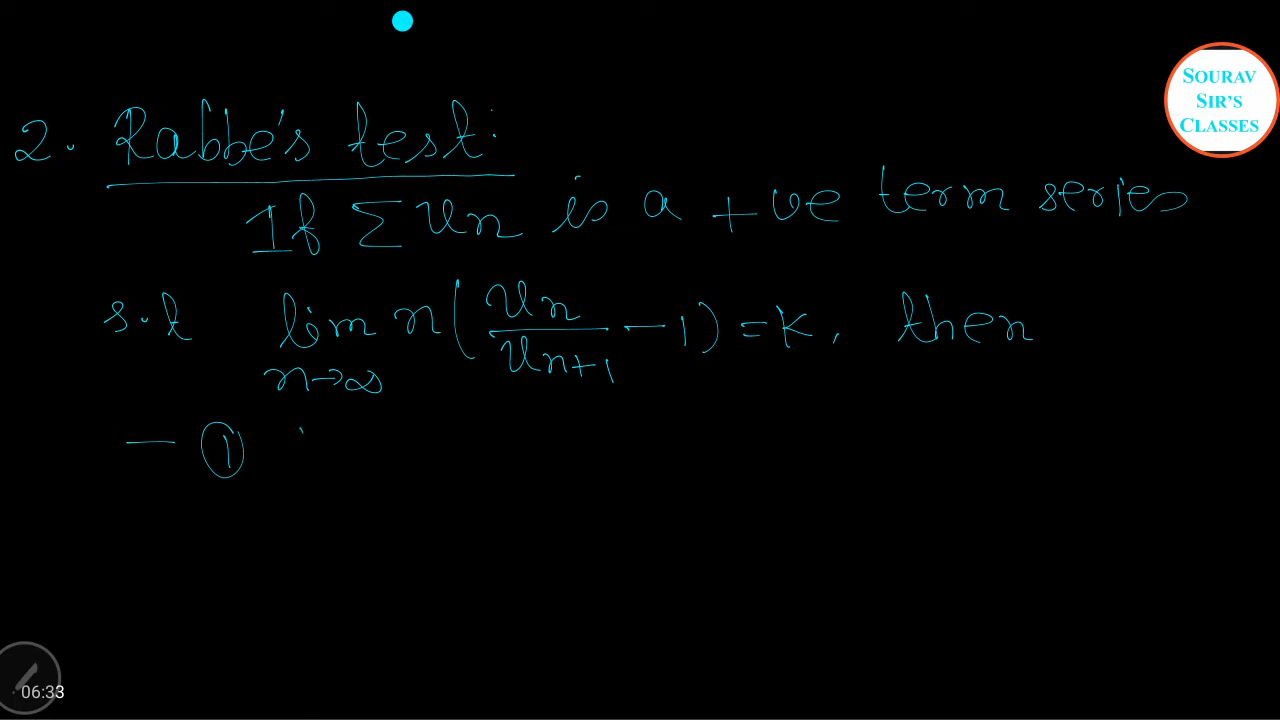 SOURAV
SIR'S
CLASSES
2. Rabbe's test:
If Σ un is a +ve term series
s.t lim n→∞ n(un/un+1 - 1) = K, then
— ①
06:33